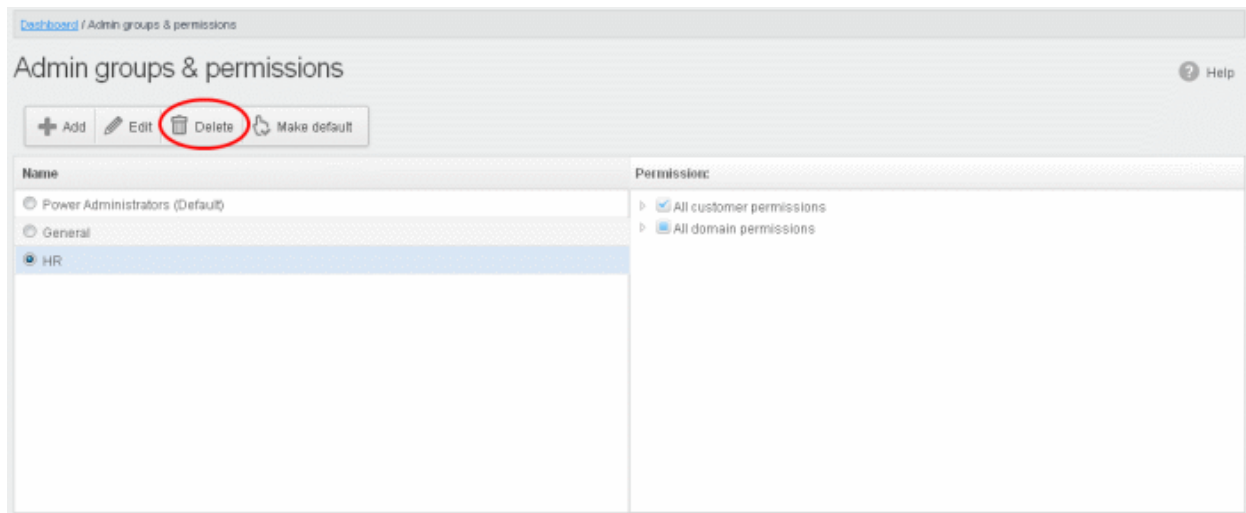 Dashboard / Admin groups & permissions
Admin groups & permissions
Help
Add Edit Delete Make default
Name Permission:
Power Administrators (Default) All customer permissions
General All domain permissions
HR